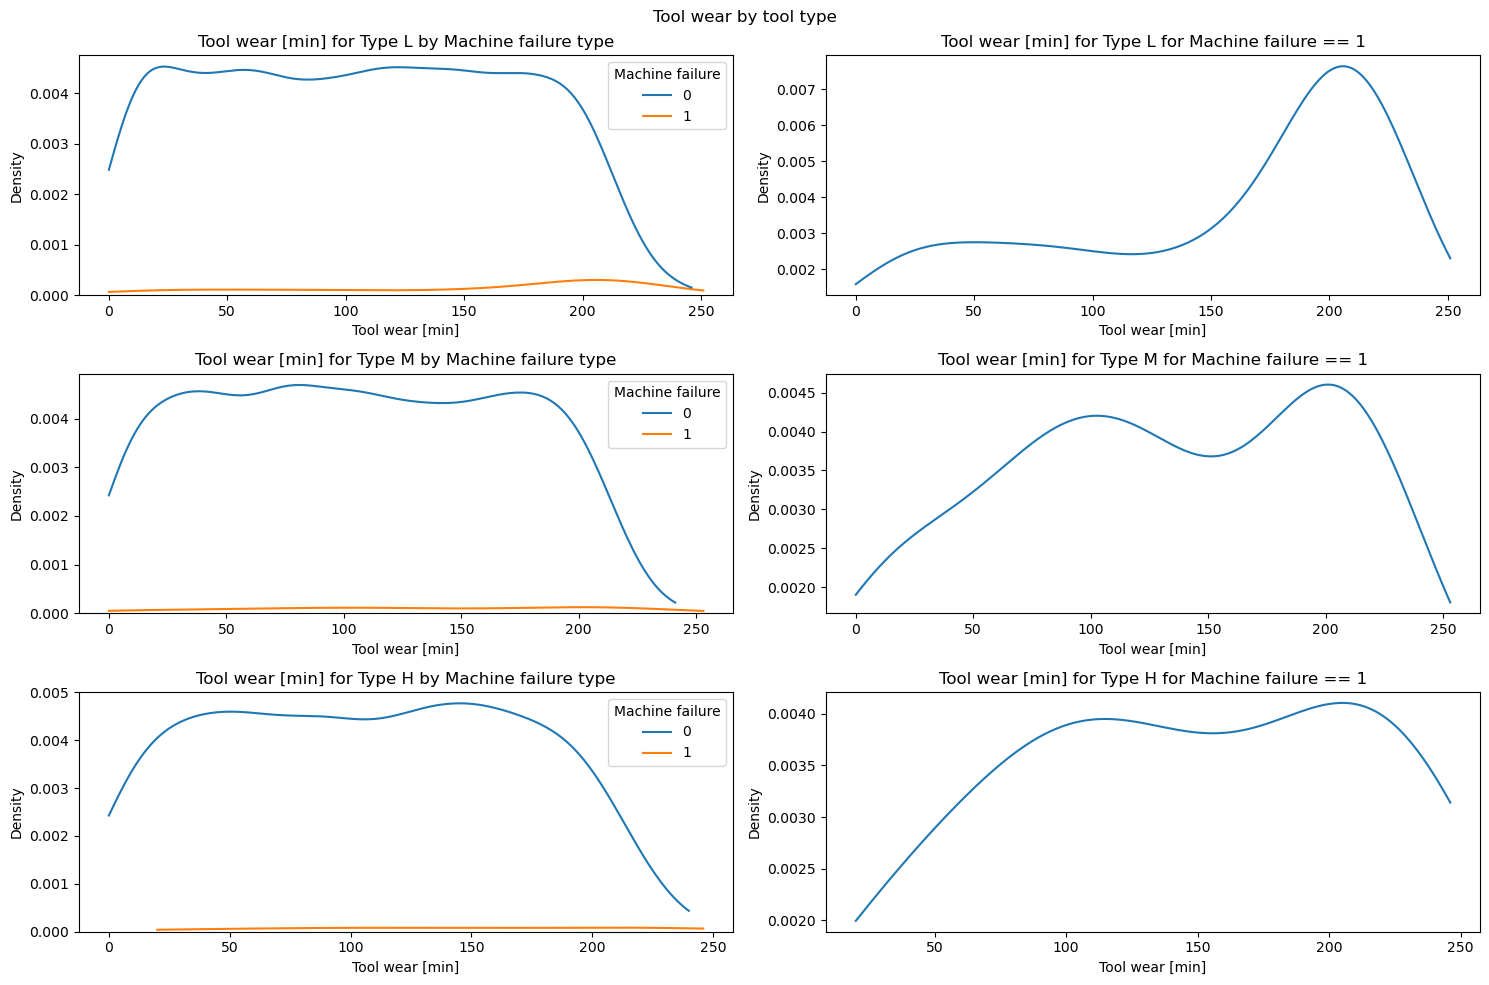 Tool wear by tool type
Tool wear [min] for Type L by Machine failure type
Density
0.004
0.003
0.002
0.001
0.000
Machine failure
0
1
0 50 100 150 200 250
Tool wear [min]
Tool wear [min] for Type L for Machine failure == 1
Density
0.007
0.006
0.005
0.004
0.003
0.002
0 50 100 150 200 250
Tool wear [min]
Tool wear [min] for Type M by Machine failure type
Density
0.004
0.003
0.002
0.001
0.000
Machine failure
0
1
0 50 100 150 200 250
Tool wear [min]
Tool wear [min] for Type M for Machine failure == 1
Density
0.0045
0.0040
0.0035
0.0030
0.0025
0.0020
0 50 100 150 200 250
Tool wear [min]
Tool wear [min] for Type H by Machine failure type
Density
0.005
0.004
0.003
0.002
0.001
0.000
Machine failure
0
1
0 50 100 150 200 250
Tool wear [min]
Tool wear [min] for Type H for Machine failure == 1
Density
0.0040
0.0035
0.0030
0.0025
0.0020
50 100 150 200 250
Tool wear [min]